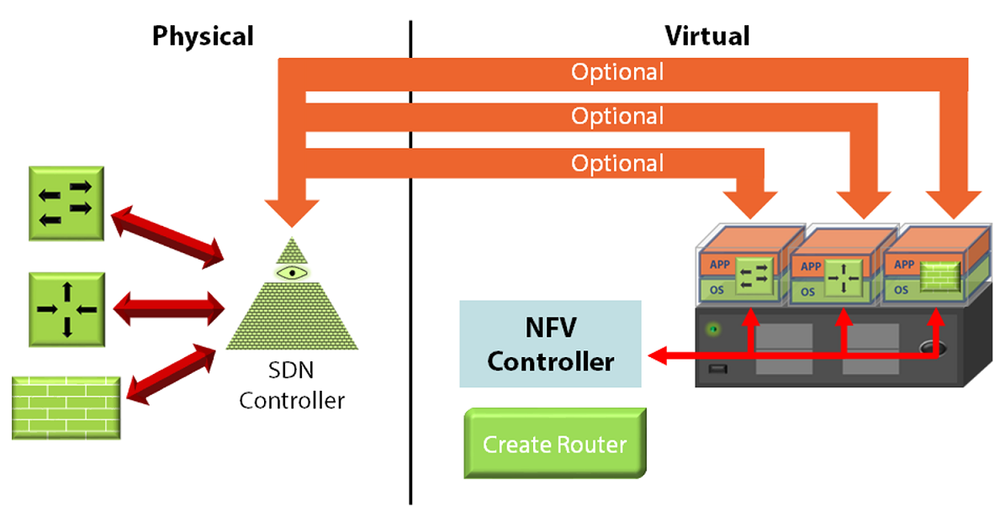 Physical
Virtual
Optional
Optional
Optional
APP
OS
APP
OS
APP
OS
NFV
Controller
SDN
Controller
Create Router